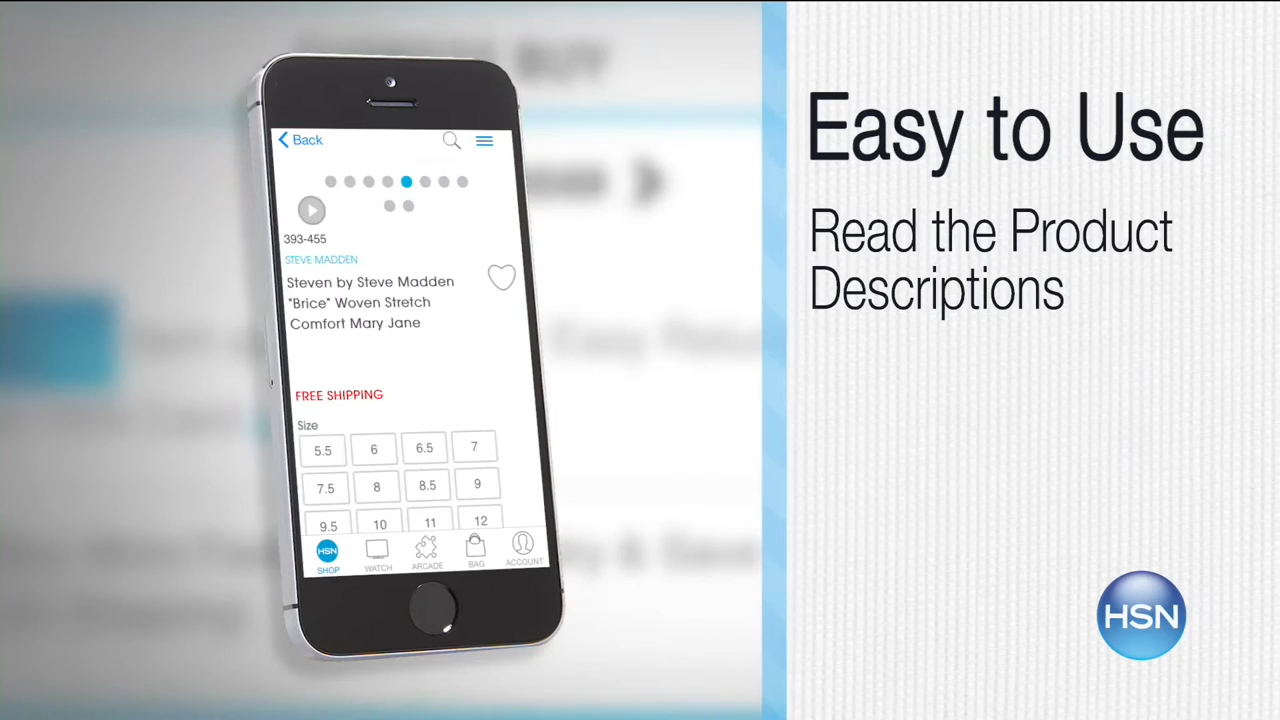 Back
393-455
STEVE MADDEN
Steven by Steve Madden
"Brice" Woven Stretch
Comfort Mary Jane
FREE SHIPPING
Size
5.5 6 6.5 7
7.5 8 8.5 9
9.5 10 11 12
HSN
SHOP WATCH ARCADE BAG ACCOUNT
BUY
Easy to Use
Read the Product
Descriptions
HSN